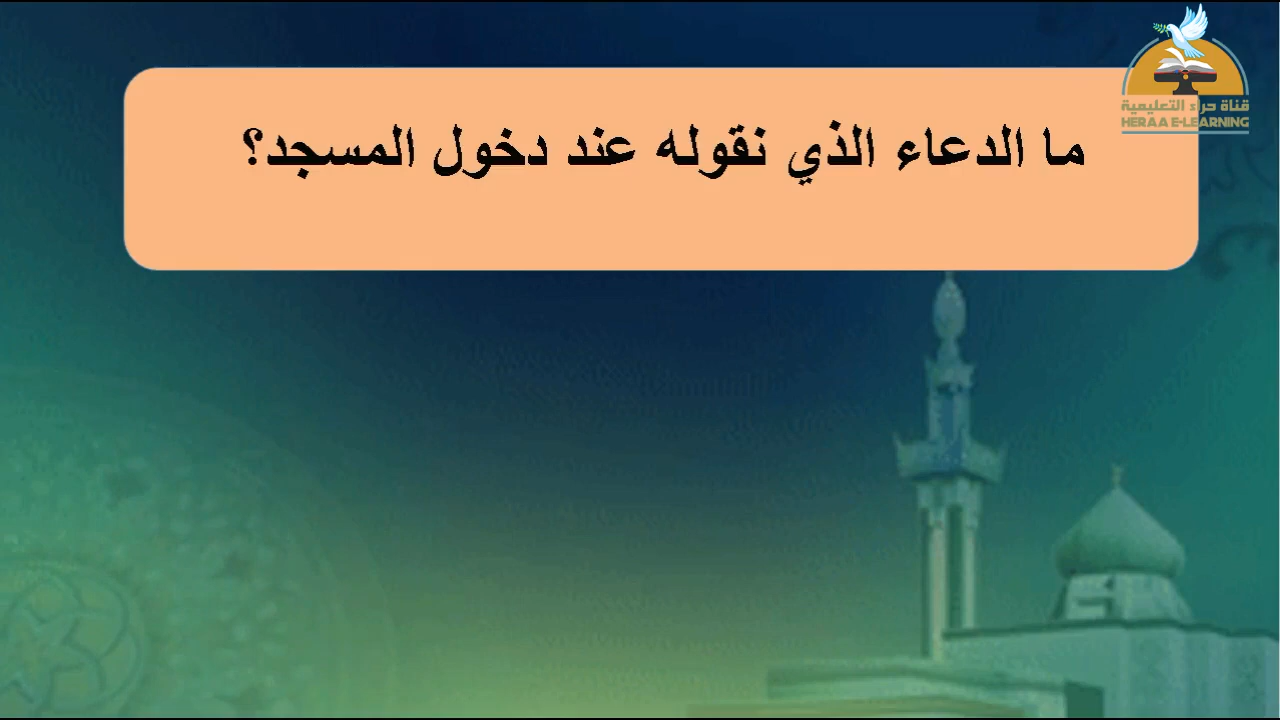 قناة حراء التعليمية
HERAA E-LEARNING
ما الدعاء الذي نقوله عند دخول المسجد؟